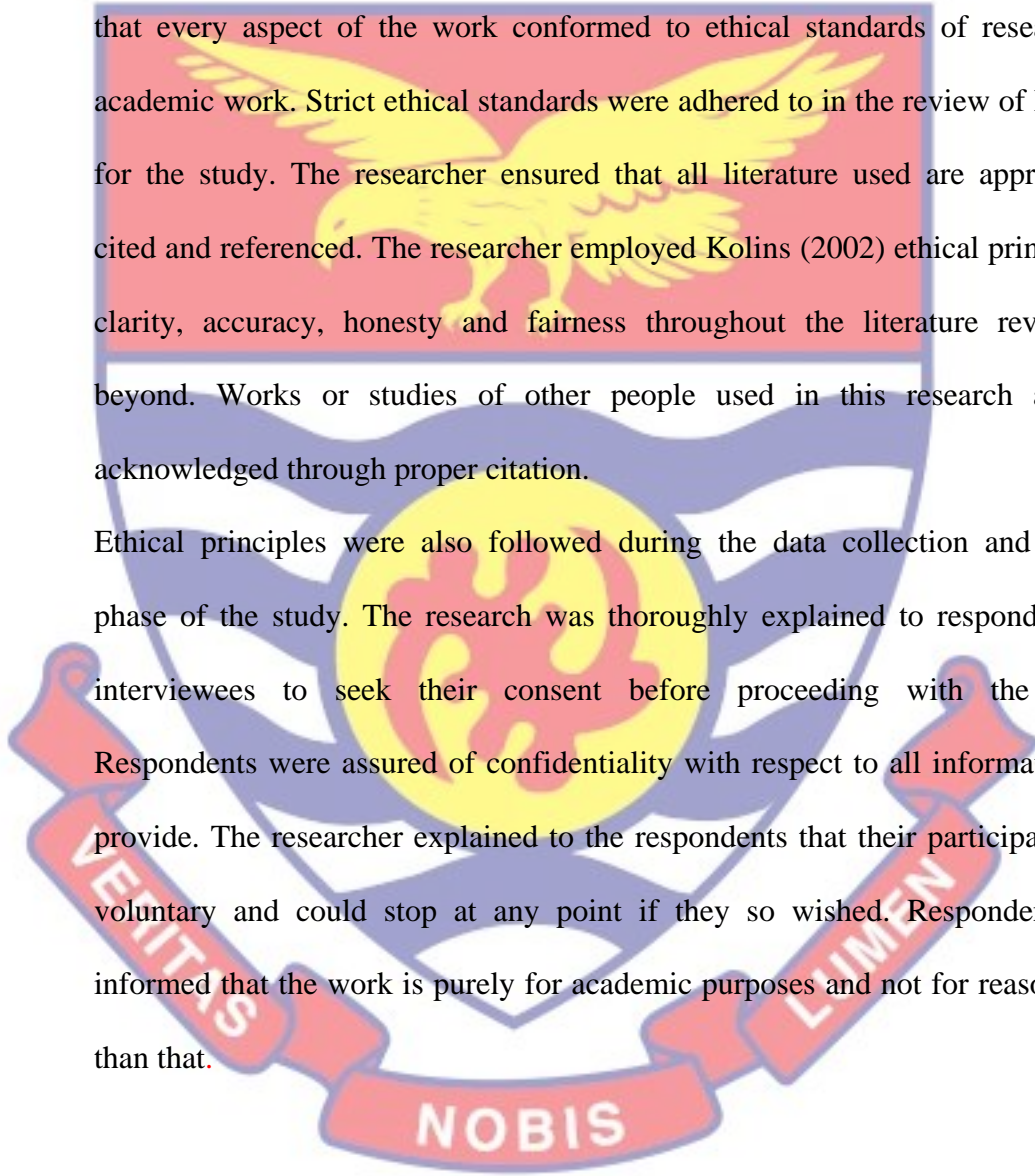 that every aspect of the work conformed to ethical standards of resea
academic work. Strict ethical standards were adhered to in the review of
for the study. The researcher ensured that all literature used are appr
cited and referenced. The researcher employed Kolins (2002) ethical prin
clarity, accuracy, honesty and fairness throughout the literature rev
beyond. Works or studies of other people used in this research a
acknowledged through proper citation.
Ethical principles were also followed during the data collection and
phase of the study. The research was thoroughly explained to respond
interviewees to seek their consent before proceeding with the
Respondents were assured of confidentiality with respect to all informat
provide. The researcher explained to the respondents that their participa
voluntary and could stop at any point if they so wished. Responde
informed that the work is purely for academic purposes and not for reaso
than that.
VERITAS
NOBIS
LUMEN